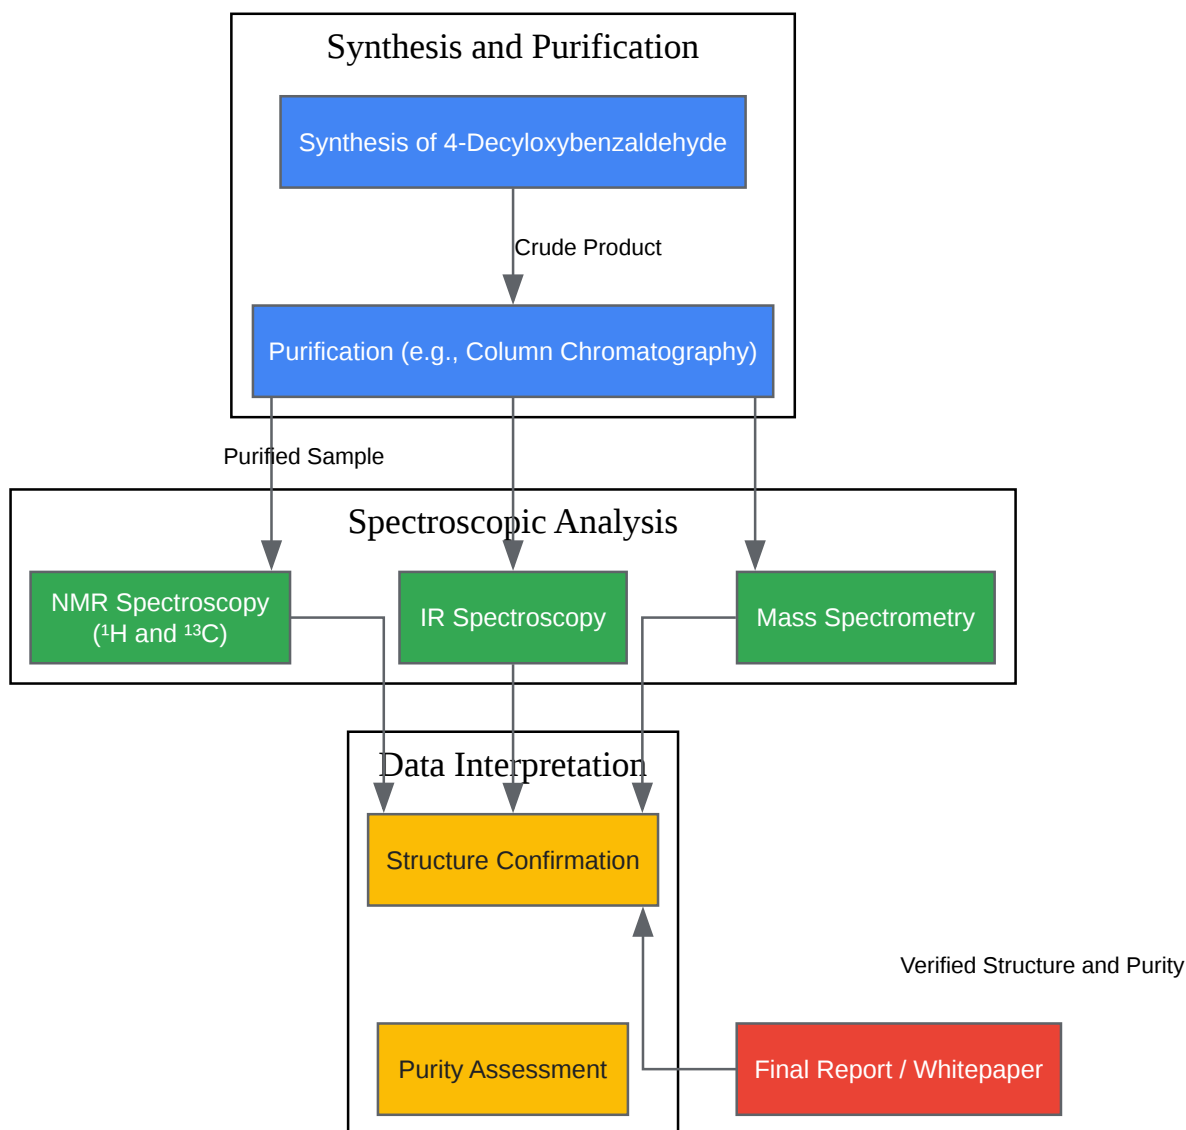 Synthesis and Purification
Synthesis of 4-Decyloxybenzaldehyde
Crude Product
Purification (e.g., Column Chromatography)
Purified Sample
Spectroscopic Analysis
NMR Spectroscopy
(¹H and ¹³C)
IR Spectroscopy
Mass Spectrometry
Data Interpretation
Structure Confirmation
Verified Structure and Purity
Purity Assessment
Final Report / Whitepaper